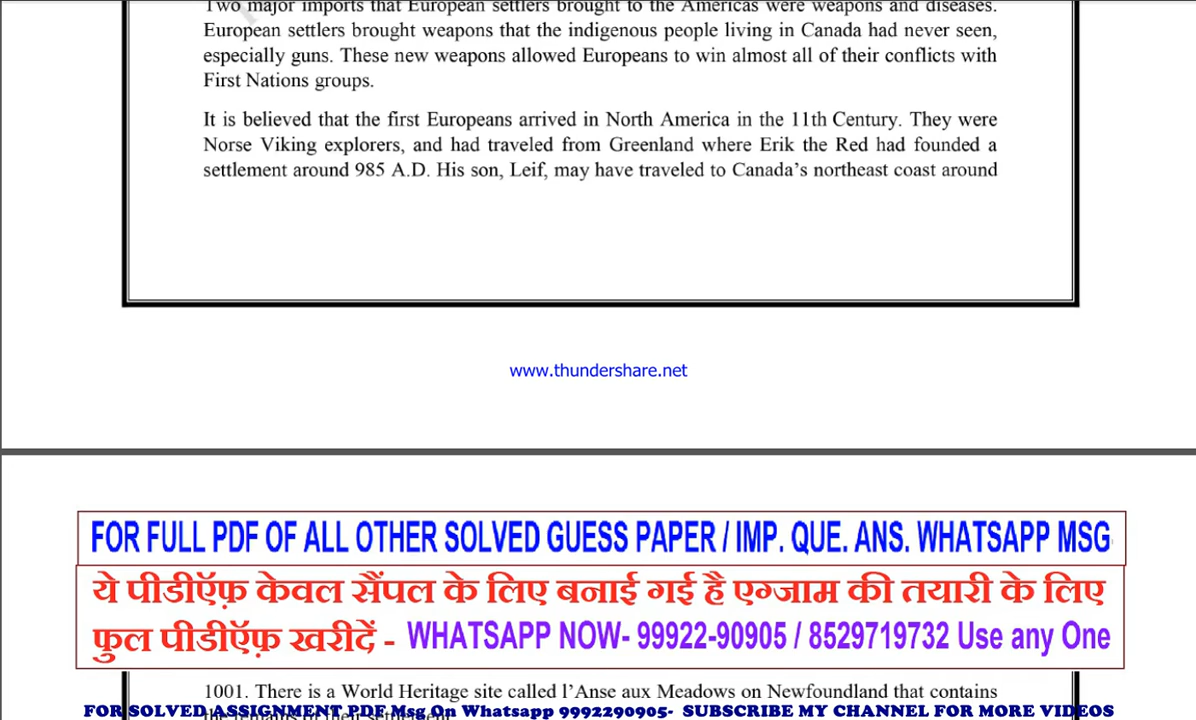 Two major imports that European settlers brought to the Americas were weapons and diseases.
European settlers brought weapons that the indigenous people living in Canada had never seen,
especially guns. These new weapons allowed Europeans to win almost all of their conflicts with
First Nations groups.
It is believed that the first Europeans arrived in North America in the 11th Century. They were
Norse Viking explorers, and had traveled from Greenland where Erik the Red had founded a
settlement around 985 A.D. His son, Leif, may have traveled to Canada's northeast coast around
www.thundershare.net
FOR FULL PDF OF ALL OTHER SOLVED GUESS PAPER / IMP. QUE. ANS. WHATSAPP MSG
ये पीडीऍफ़ केवल सैंपल के लिए बनाई गई है एग्जाम की तयारी के लिए
फुल पीडीऍफ़ खरीदें - WHATSAPP NOW- 99922-90905 / 8529719732 Use any One
1001. There is a World Heritage site called l'Anse aux Meadows on Newfoundland that contains
FOR SOLVED ASSIGNMENT PDF Msg On Whatsapp 9992290905- SUBSCRIBE MY CHANNEL FOR MORE VIDEOS